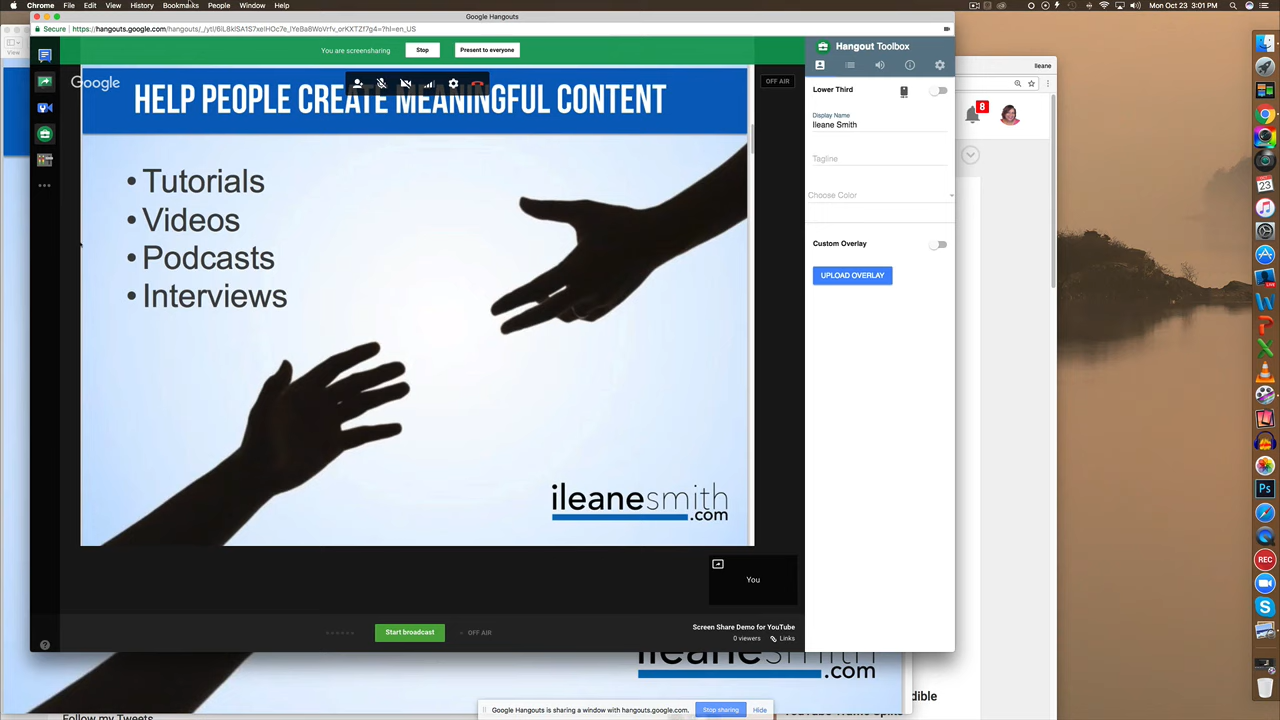 Chrome File Edit View History Bookmarks People Window Help
Mon Oct 23 3:01 PM
Google Hangouts
Ileane
View
You are screensharing
Stop
Present to everyone
Google
HELP PEOPLE CREATE MEANINGFUL CONTENT
OFF AIR
• Tutorials
• Videos
• Podcasts
• Interviews
ileanesmith
.com
You
Start broadcast
OFF AIR
Screen Share Demo for YouTube
0 viewers
Links
Hangout Toolbox
Lower Third
Display Name
Ileane Smith
Tagline
Choose Color
Custom Overlay
UPLOAD OVERLAY
8
23
REC
.com
Google Hangouts is sharing a window with hangouts.google.com.
Stop sharing
Hide
Follow my Tweets